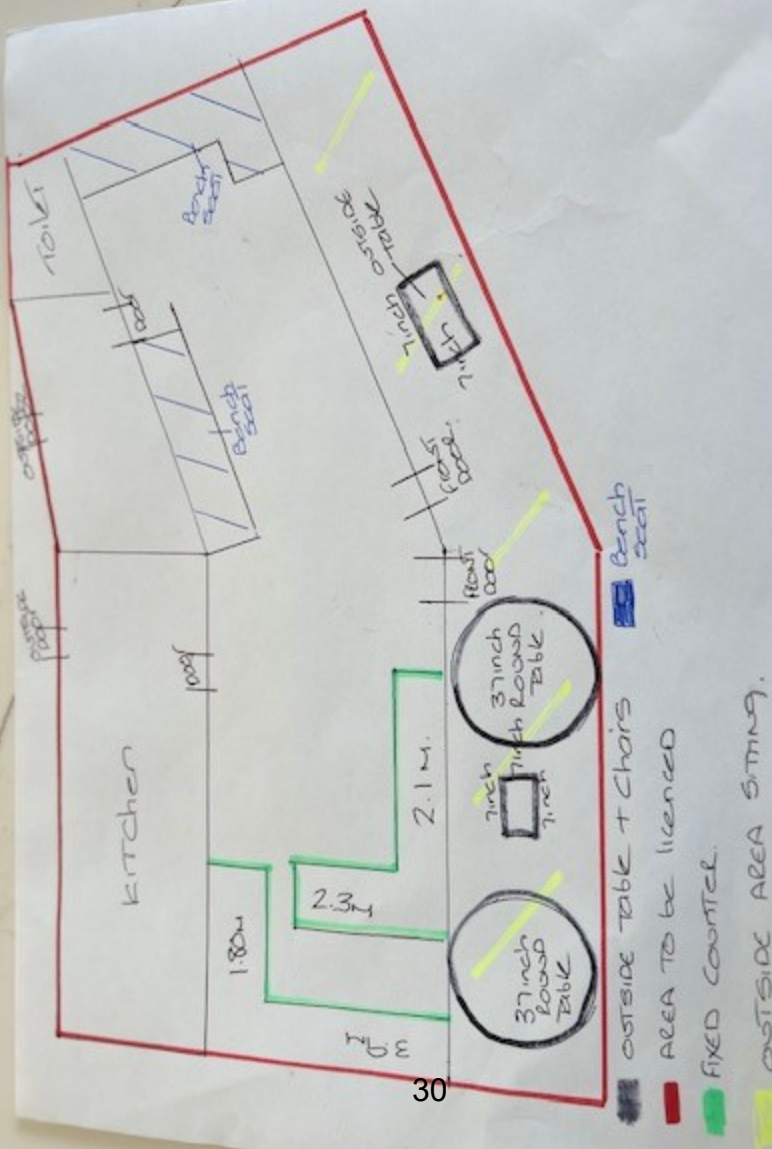 Toilet
OUTSIDE
DOOR
DOOR
Bench
Seat
Bench
Seat
OUTSIDE
Table
7inch
7inch
FRONT
DOOR.
FRONT
DOOR
OUTSIDE
DOOR
DOOR
KITCHEN
1.80M
2.3M
2.1M.
3.9M
37inch
ROUND
Table.
7inch
7inch
7inch
37inch
ROUND
Table
OUTSIDE Table + Chairs
Bench
Seat
AREA TO be licenced
FIXED COUNTER.
OUTSIDE AREA SITTING.
30